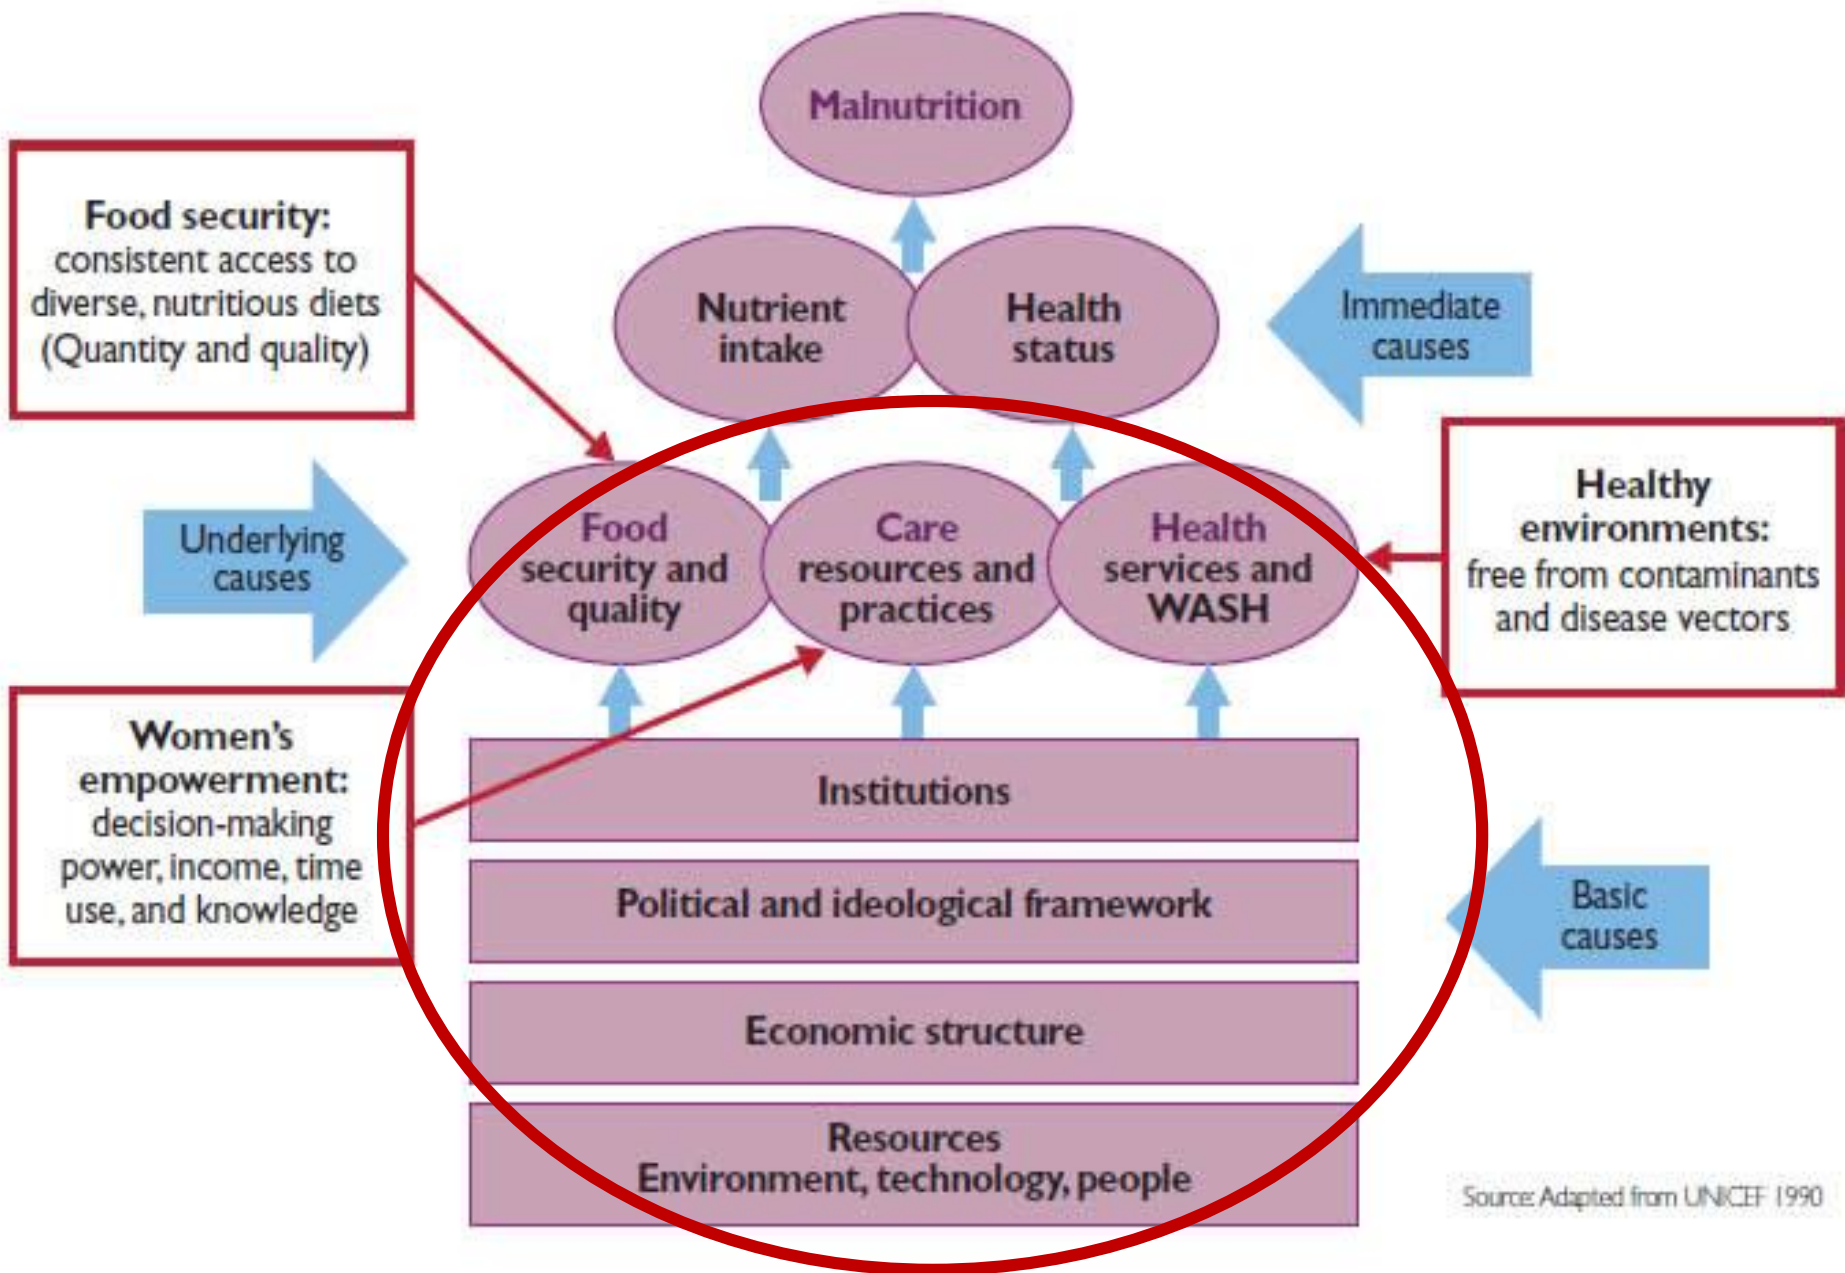 Malnutrition
Food security:
consistent access to
diverse, nutritious diets
(Quantity and quality)
Nutrient
intake
Health
status
Immediate
causes
Underlying
causes
Food
security and
quality
Care
resources and
practices
Health
services and
WASH
Healthy
environments:
free from contaminants
and disease vectors
Women's
empowerment:
decision-making
power, income, time
use, and knowledge
Institutions
Political and ideological framework
Basic
causes
Economic structure
Resources
Environment, technology, people
Source: Adapted from UNICEF 1990